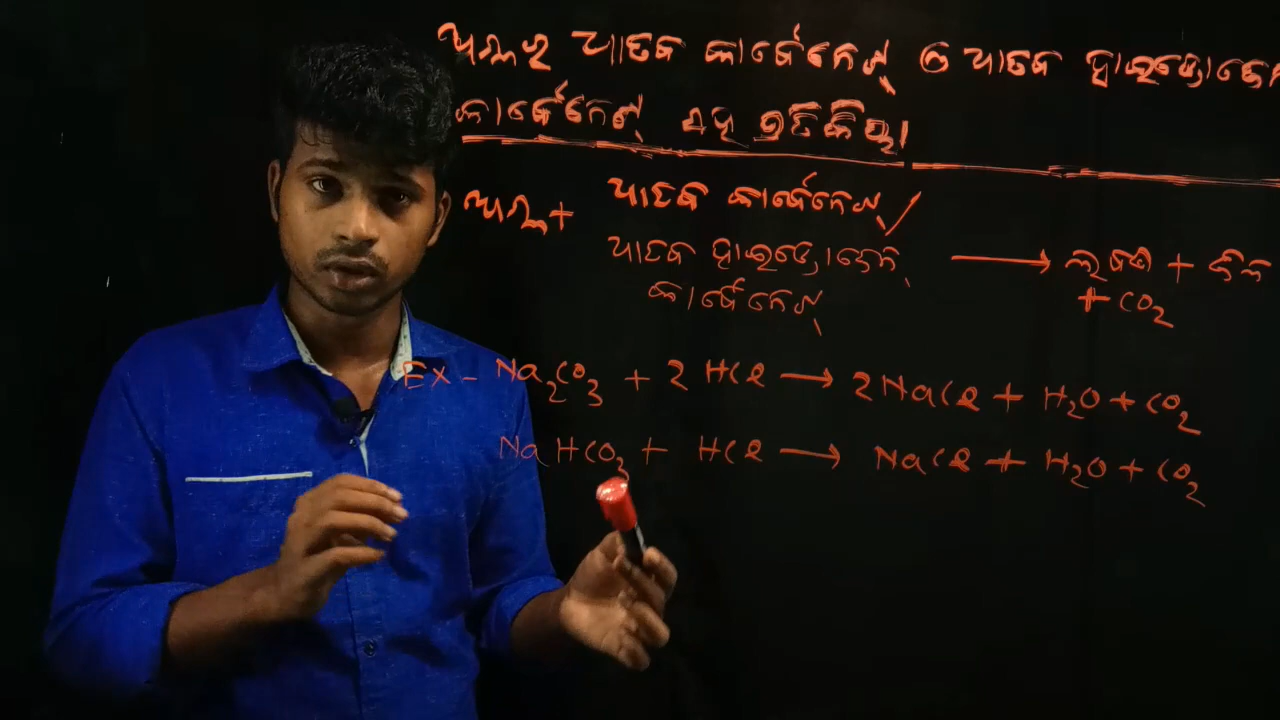 ଅମ୍ଳର ଧାତବ କାର୍ବୋନେଟ୍ ଓ ଧାତବ ହାଇଡ୍ରୋଜେନ
କାର୍ବୋନେଟ୍ ସହ ପ୍ରତିକ୍ରିୟା
ଅମ୍ଳ + ଧାତବ କାର୍ବୋନେଟ୍ /
ଧାତବ ହାଇଡ୍ରୋଜେନ୍ ⟶ ଲବଣ + ଜଳ
କାର୍ବୋନେଟ୍ + CO₂
EX - Na₂CO₃ + 2 HCl → 2NaCl + H₂O + CO₂
NaHCO₃ + HCl → NaCl + H₂O + CO₂